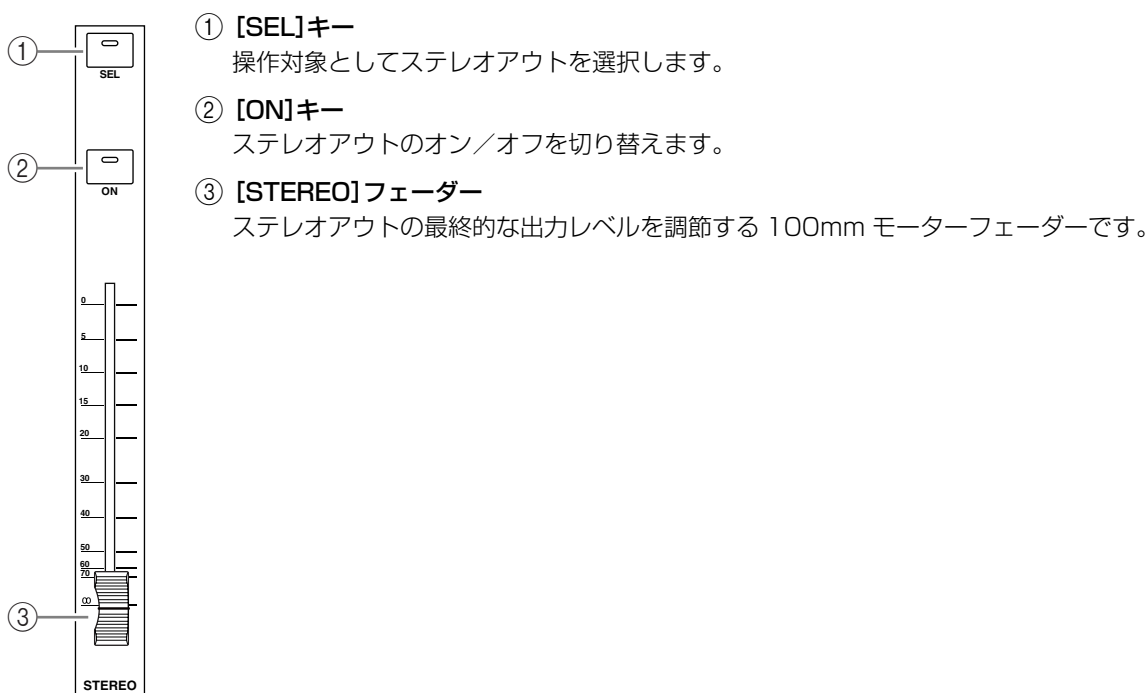 ① [SEL]キー
操作対象としてステレオアウトを選択します。
② [ON]キー
ステレオアウトのオン／オフを切り替えます。
③ [STEREO]フェーダー
ステレオアウトの最終的な出力レベルを調節する 100mm モーターフェーダーです。
①
SEL
②
ON
0
5
10
15
20
30
40
50
60
70
∞
③
STEREO